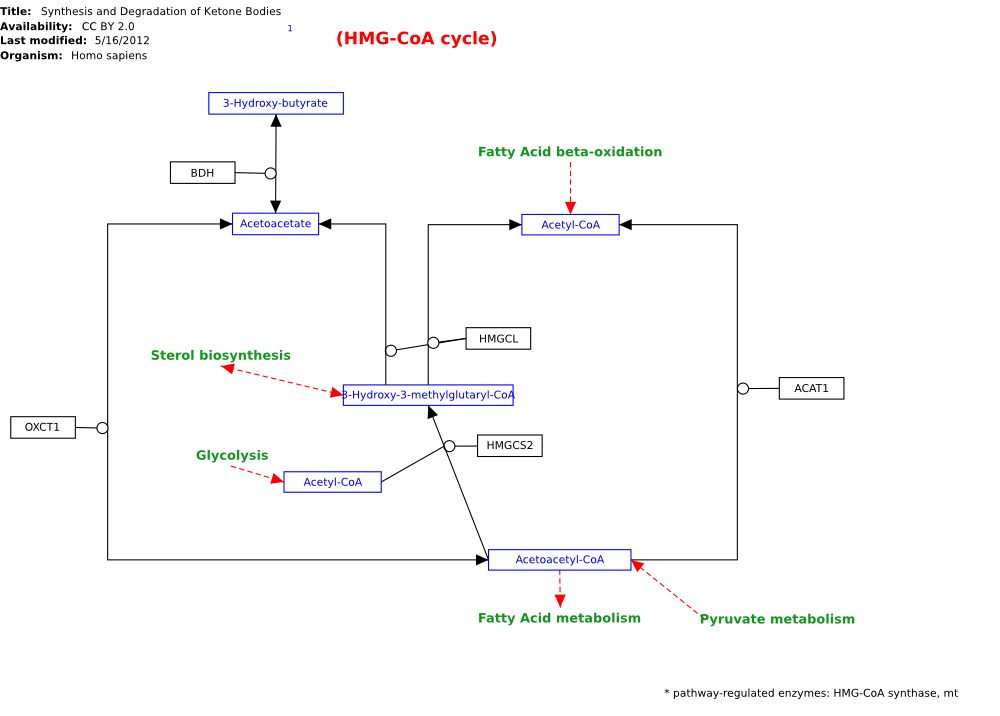 Title: Synthesis and Degradation of Ketone Bodies
Availability: CC BY 2.0
Last modified: 5/16/2012
Organism: Homo sapiens
1
(HMG-CoA cycle)
3-Hydroxy-butyrate
Fatty Acid beta-oxidation
BDH
Acetoacetate
Acetyl-CoA
HMGCL
Sterol biosynthesis
3-Hydroxy-3-methylglutaryl-CoA
ACAT1
OXCT1
HMGCS2
Glycolysis
Acetyl-CoA
Acetoacetyl-CoA
Fatty Acid metabolism
Pyruvate metabolism
* pathway-regulated enzymes: HMG-CoA synthase, mt